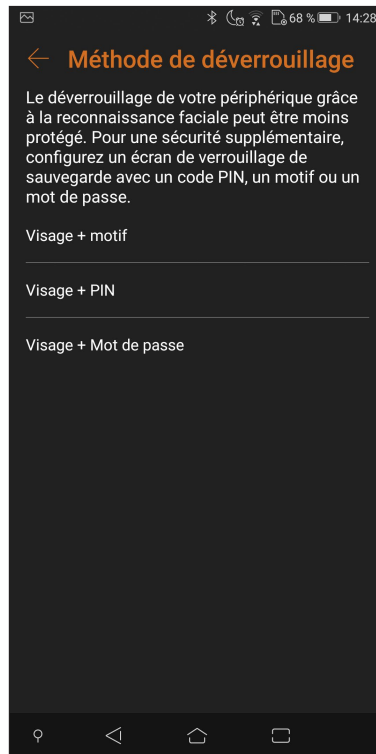 68 % 14:28
Méthode de déverrouillage
Le déverrouillage de votre périphérique grâce
à la reconnaissance faciale peut être moins
protégé. Pour une sécurité supplémentaire,
configurez un écran de verrouillage de
sauvegarde avec un code PIN, un motif ou un
mot de passe.
Visage + motif
Visage + PIN
Visage + Mot de passe